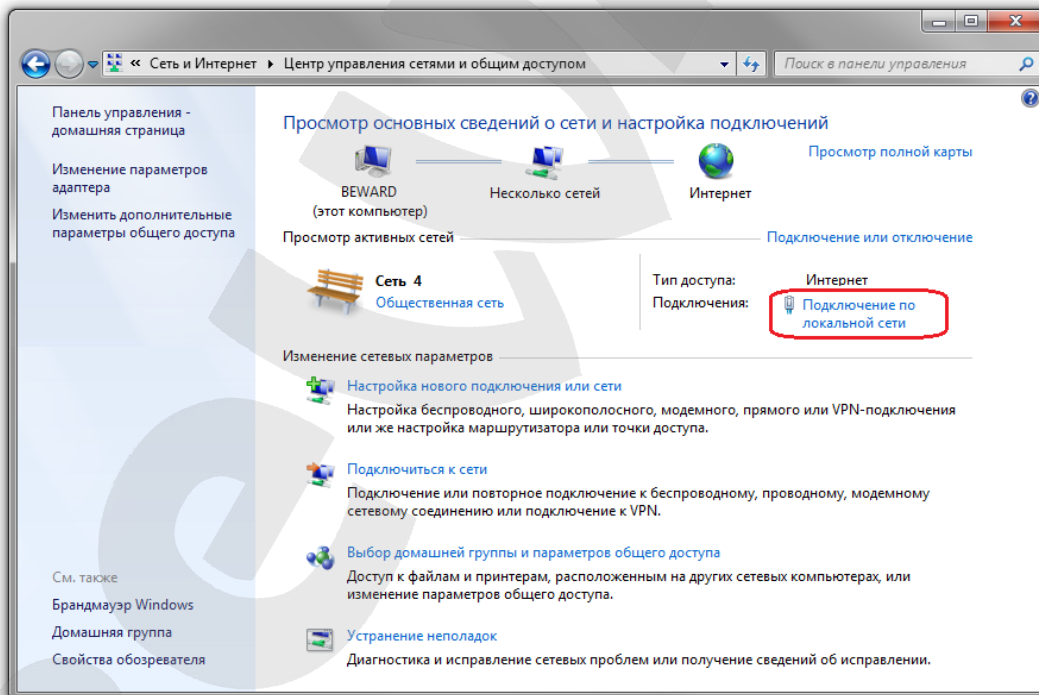 « Сеть и Интернет Центр управления сетями и общим доступом Поиск в панели управления
Панель управления -
домашняя страница
Изменение параметров
адаптера
Изменить дополнительные
параметры общего доступа
Просмотр основных сведений о сети и настройка подключений
Просмотр полной карты
BEWARD
(этот компьютер)
Несколько сетей
Интернет
Просмотр активных сетей
Подключение или отключение
Сеть 4
Общественная сеть
Тип доступа: Интернет
Подключения: Подключение по
локальной сети
Изменение сетевых параметров
Настройка нового подключения или сети
Настройка беспроводного, широкополосного, модемного, прямого или VPN-подключения
или же настройка маршрутизатора или точки доступа.
Подключиться к сети
Подключение или повторное подключение к беспроводному, проводному, модемному
сетевому соединению или подключение к VPN.
Выбор домашней группы и параметров общего доступа
Доступ к файлам и принтерам, расположенным на других сетевых компьютерах, или
изменение параметров общего доступа.
Устранение неполадок
Диагностика и исправление сетевых проблем или получение сведений об исправлении.
См. также
Брандмауэр Windows
Домашняя группа
Свойства обозревателя